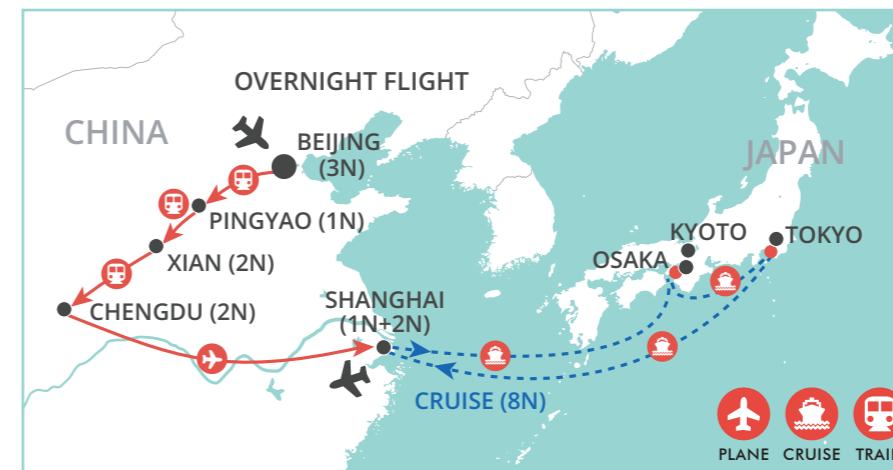 OVERNIGHT FLIGHT
CHINA
BEIJING
(3N)
JAPAN
PINGYAO (1N)
KYOTO
TOKYO
XIAN (2N)
OSAKA
CHENGDU (2N)
SHANGHAI
(1N+2N)
CRUISE (8N)
PLANE
CRUISE